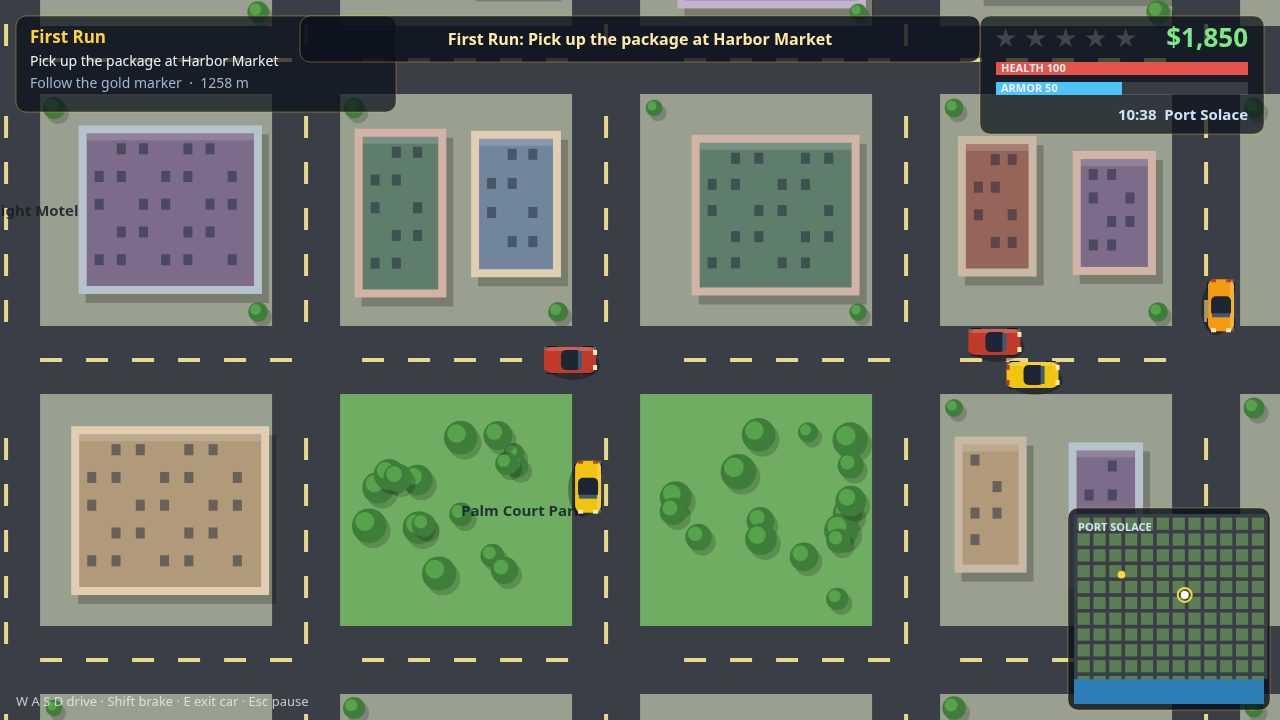 First Run
Pick up the package at Harbor Market
Follow the gold marker · 1258 m
First Run: Pick up the package at Harbor Market
$1,850
HEALTH 100
ARMOR 50
10:38 Port Solace
ight Motel
Palm Court Par
PORT SOLACE
W A S D drive · Shift brake · E exit car · Esc pause